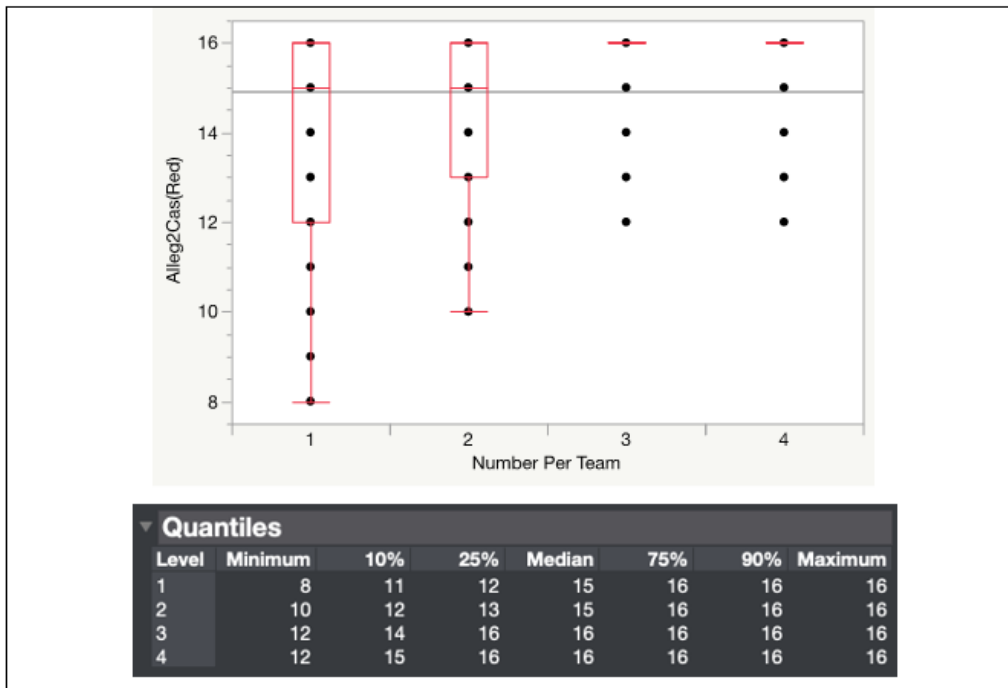 16
14
12
10
8
Alleg2Cas(Red)
1 2 3 4
Number Per Team
Quantiles
Level Minimum 10% 25% Median 75% 90% Maximum
1 8 11 12 15 16 16 16
2 10 12 13 15 16 16 16
3 12 14 16 16 16 16 16
4 12 15 16 16 16 16 16